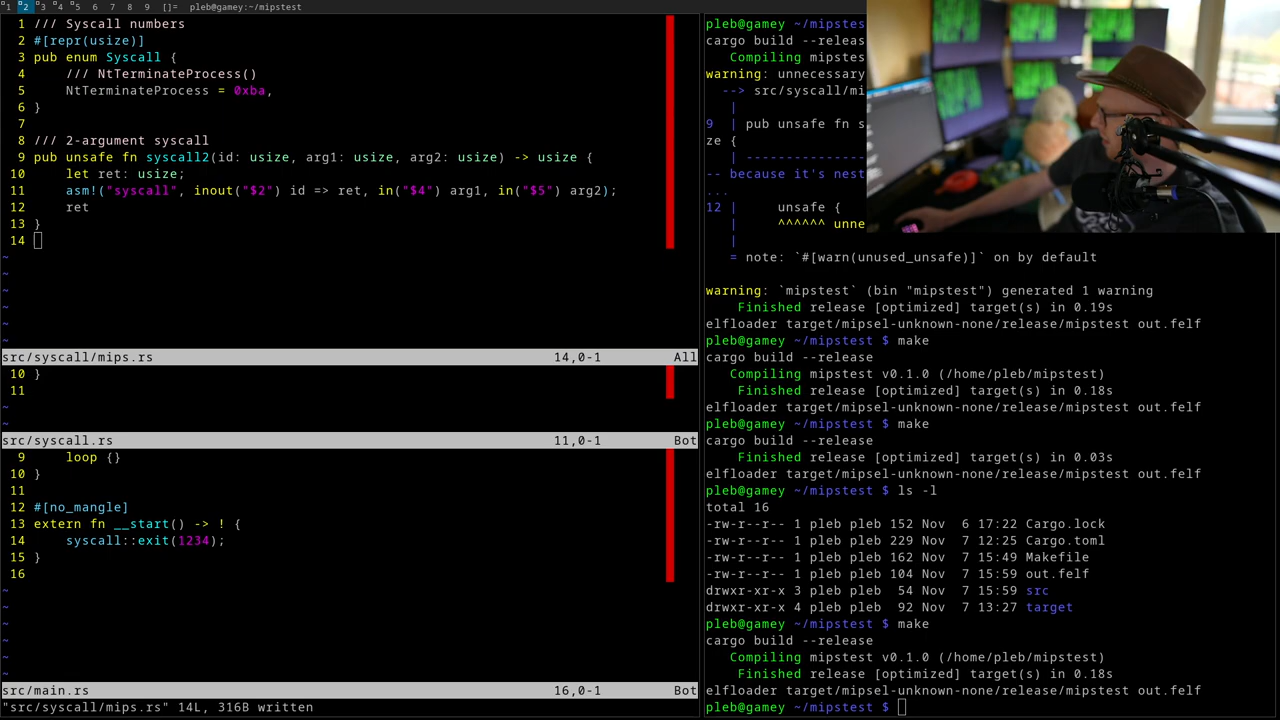 1 2 3 4 5 6 7 8 9 []= pleb@gamey:~/mipstest
1 /// Syscall numbers
2 #[repr(usize)]
3 pub enum Syscall {
4 /// NtTerminateProcess()
5 NtTerminateProcess = 0xba,
6 }
7
8 /// 2-argument syscall
9 pub unsafe fn syscall2(id: usize, arg1: usize, arg2: usize) -> usize {
10 let ret: usize;
11 asm!("syscall", inout("$2") id => ret, in("$4") arg1, in("$5") arg2);
12 ret
13 }
14
~
~
~
~
~
~
src/syscall/mips.rs 14,0-1 All
10 }
11
~
~
src/syscall.rs 11,0-1 Bot
9 loop {}
10 }
11
12 #[no_mangle]
13 extern fn __start() -> ! {
14 syscall::exit(1234);
15 }
16
~
~
~
~
~
~
src/main.rs 16,0-1 Bot
"src/syscall/mips.rs" 14L, 316B written
pleb@gamey ~/mipstes
cargo build --releas
Compiling mipstes
warning: unnecessary
--> src/syscall/mi
|
9 | pub unsafe fn s
ze {
| ----------------
-- because it's nest
...
12 | unsafe {
| ^^^^^^ unne
|
= note: `#[warn(unused_unsafe)]` on by default
warning: `mipstest` (bin "mipstest") generated 1 warning
Finished release [optimized] target(s) in 0.19s
elfloader target/mipsel-unknown-none/release/mipstest out.felf
pleb@gamey ~/mipstest $ make
cargo build --release
Compiling mipstest v0.1.0 (/home/pleb/mipstest)
Finished release [optimized] target(s) in 0.18s
elfloader target/mipsel-unknown-none/release/mipstest out.felf
pleb@gamey ~/mipstest $ make
cargo build --release
Finished release [optimized] target(s) in 0.03s
elfloader target/mipsel-unknown-none/release/mipstest out.felf
pleb@gamey ~/mipstest $ ls -l
total 16
-rw-r--r-- 1 pleb pleb 152 Nov 6 17:22 Cargo.lock
-rw-r--r-- 1 pleb pleb 229 Nov 7 12:25 Cargo.toml
-rw-r--r-- 1 pleb pleb 162 Nov 7 15:49 Makefile
-rw-r--r-- 1 pleb pleb 104 Nov 7 15:59 out.felf
drwxr-xr-x 3 pleb pleb 54 Nov 7 15:59 src
drwxr-xr-x 4 pleb pleb 92 Nov 7 13:27 target
pleb@gamey ~/mipstest $ make
cargo build --release
Compiling mipstest v0.1.0 (/home/pleb/mipstest)
Finished release [optimized] target(s) in 0.18s
elfloader target/mipsel-unknown-none/release/mipstest out.felf
pleb@gamey ~/mipstest $